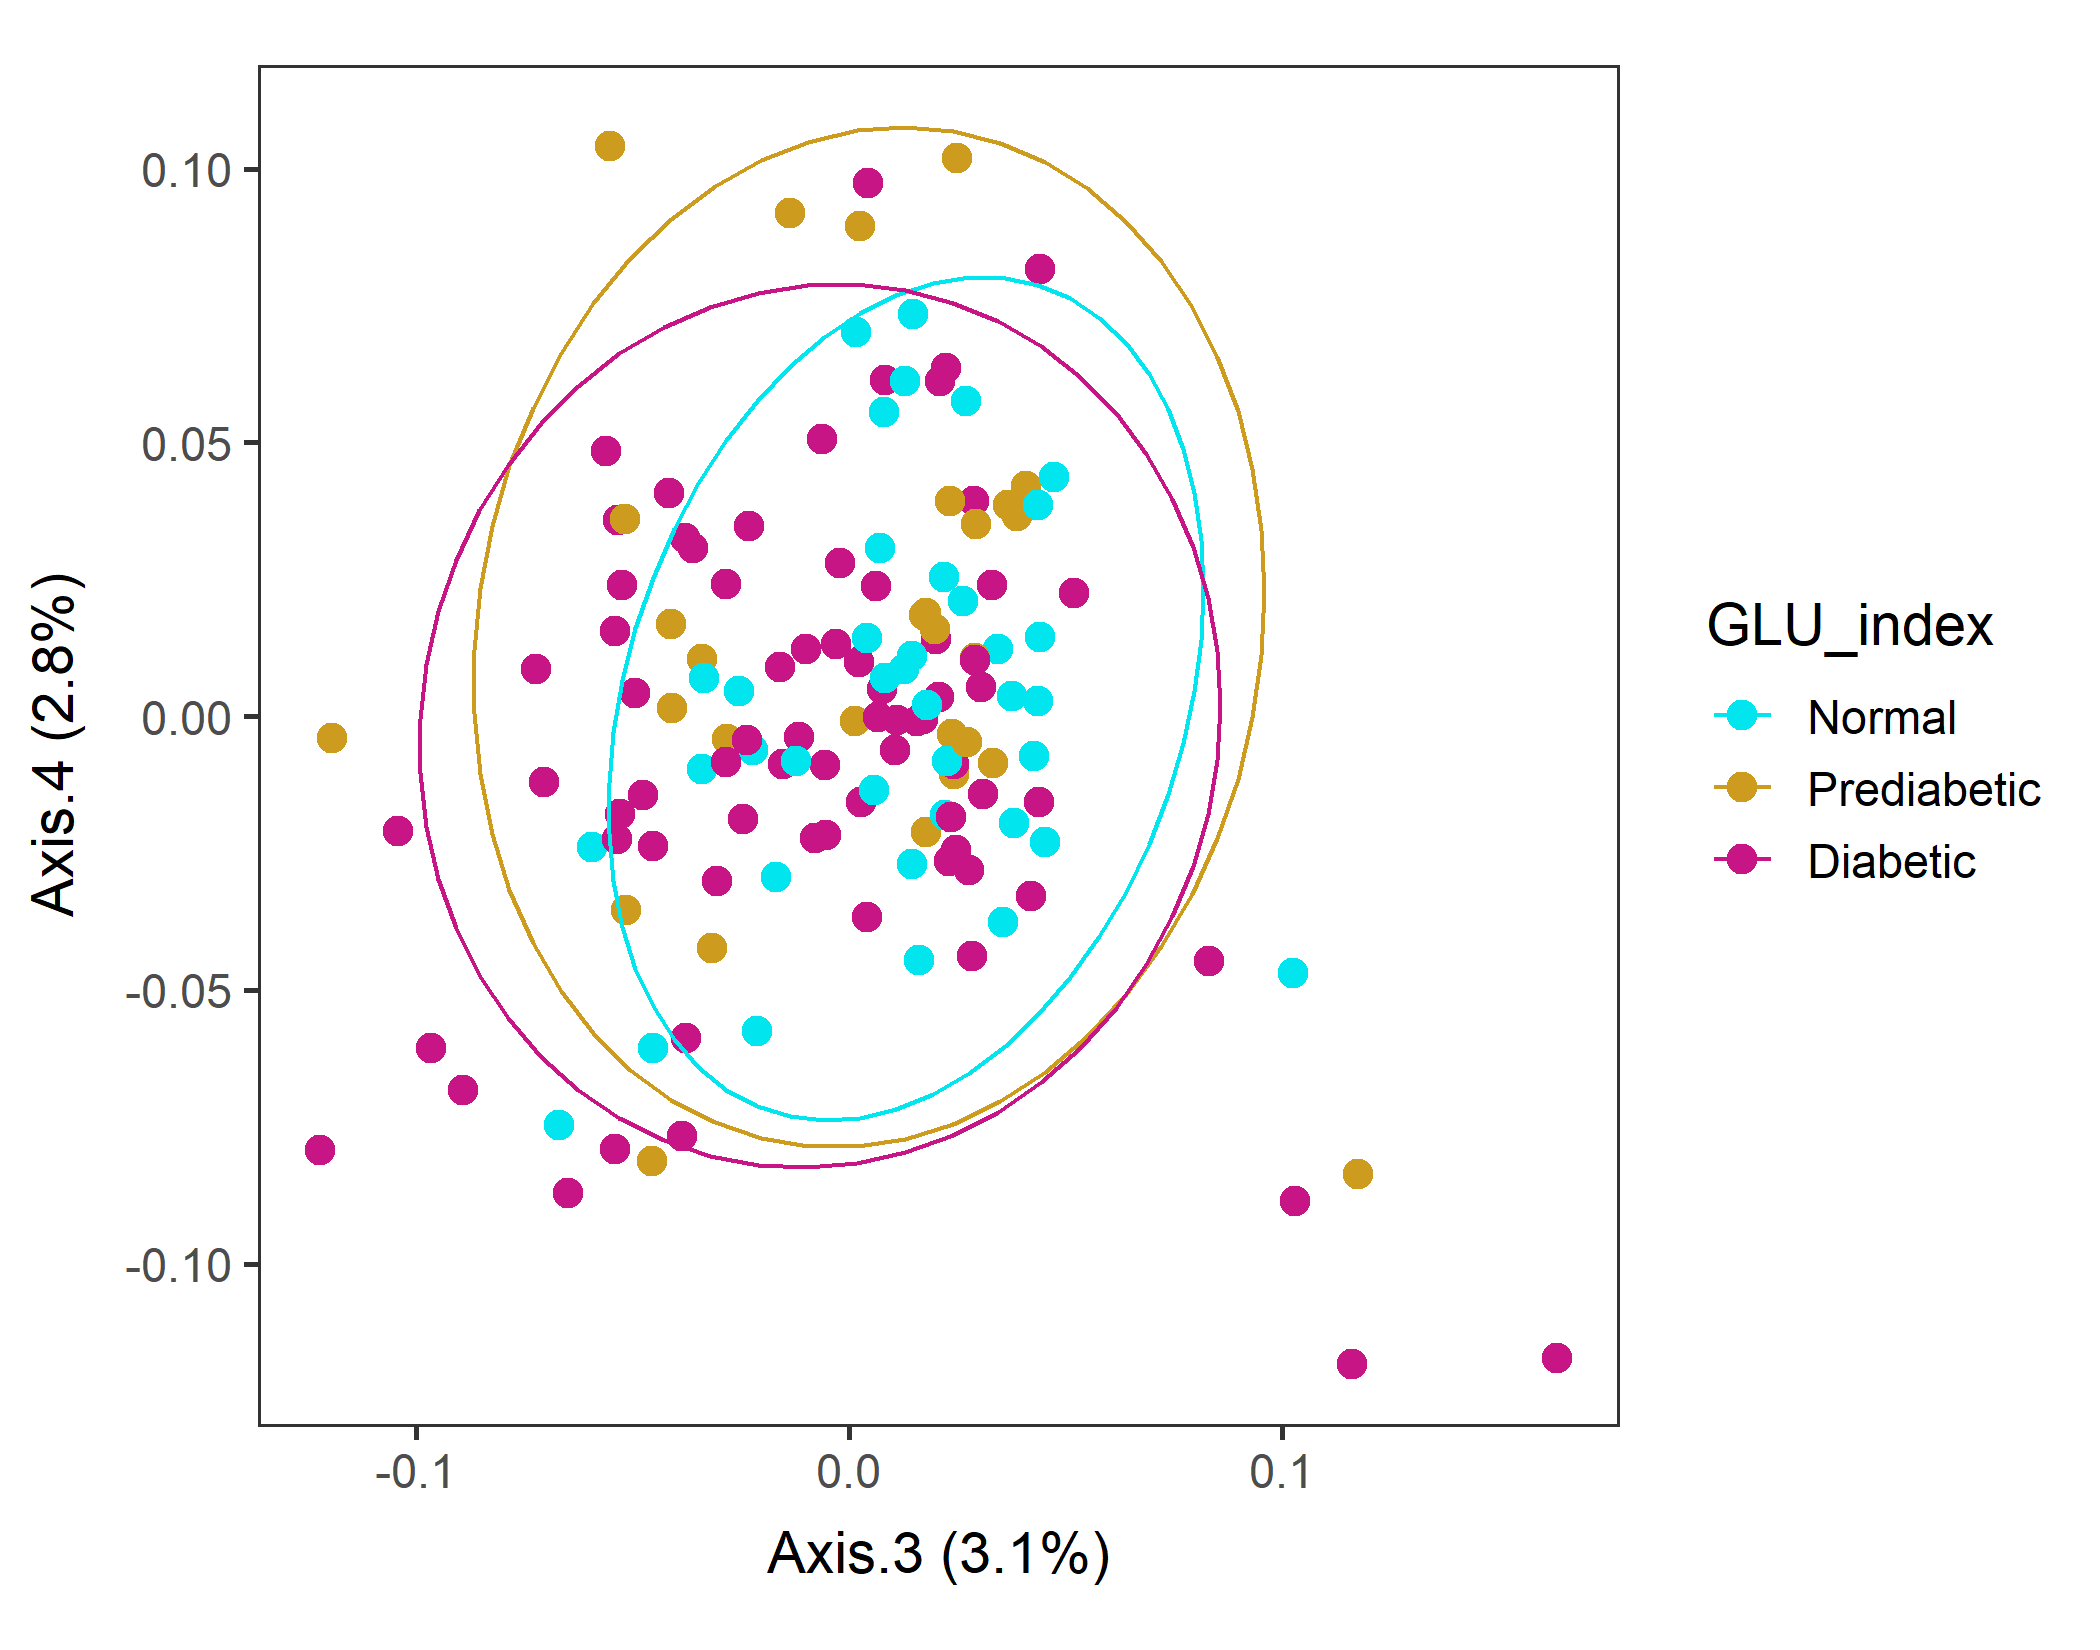 0.10
0.05
0.00
-0.05
-0.10
Axis.4 (2.8%)
-0.1
0.0
0.1
Axis.3 (3.1%)
GLU_index
Normal
Prediabetic
Diabetic